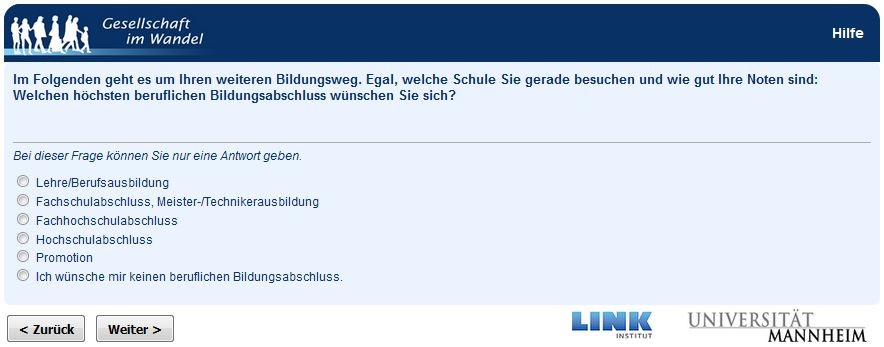 Gesellschaft
im Wandel
Hilfe
Im Folgenden geht es um Ihren weiteren Bildungsweg. Egal, welche Schule Sie gerade besuchen und wie gut Ihre Noten sind:
Welchen höchsten beruflichen Bildungsabschluss wünschen Sie sich?
Bei dieser Frage können Sie nur eine Antwort geben.
Lehre/Berufsausbildung
Fachschulabschluss, Meister-/Technikerausbildung
Fachhochschulabschluss
Hochschulabschluss
Promotion
Ich wünsche mir keinen beruflichen Bildungsabschluss.
< Zurück
Weiter >
LINK
INSTITUT
UNIVERSITÄT
MANNHEIM